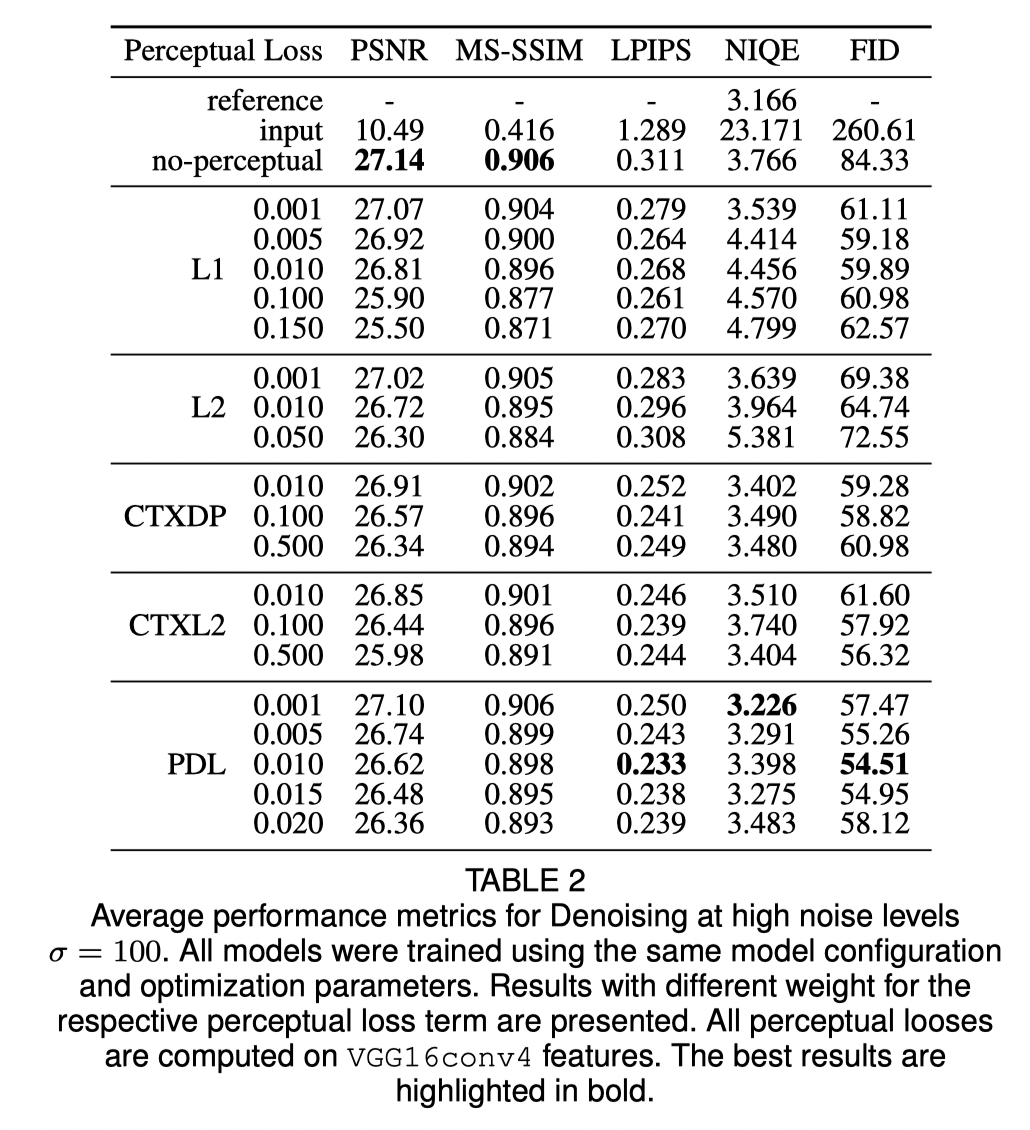 Perceptual Loss PSNR MS-SSIM LPIPS NIQE FID
reference - - - 3.166 -
input 10.49 0.416 1.289 23.171 260.61
no-perceptual 27.14 0.906 0.311 3.766 84.33
0.001 27.07 0.904 0.279 3.539 61.11
0.005 26.92 0.900 0.264 4.414 59.18
L1 0.010 26.81 0.896 0.268 4.456 59.89
0.100 25.90 0.877 0.261 4.570 60.98
0.150 25.50 0.871 0.270 4.799 62.57
0.001 27.02 0.905 0.283 3.639 69.38
L2 0.010 26.72 0.895 0.296 3.964 64.74
0.050 26.30 0.884 0.308 5.381 72.55
0.010 26.91 0.902 0.252 3.402 59.28
CTXDP 0.100 26.57 0.896 0.241 3.490 58.82
0.500 26.34 0.894 0.249 3.480 60.98
0.010 26.85 0.901 0.246 3.510 61.60
CTXL2 0.100 26.44 0.896 0.239 3.740 57.92
0.500 25.98 0.891 0.244 3.404 56.32
0.001 27.10 0.906 0.250 3.226 57.47
0.005 26.74 0.899 0.243 3.291 55.26
PDL 0.010 26.62 0.898 0.233 3.398 54.51
0.015 26.48 0.895 0.238 3.275 54.95
0.020 26.36 0.893 0.239 3.483 58.12
TABLE 2
Average performance metrics for Denoising at high noise levels
σ = 100. All models were trained using the same model configuration
and optimization parameters. Results with different weight for the
respective perceptual loss term are presented. All perceptual looses
are computed on VGG16conv4 features. The best results are
highlighted in bold.